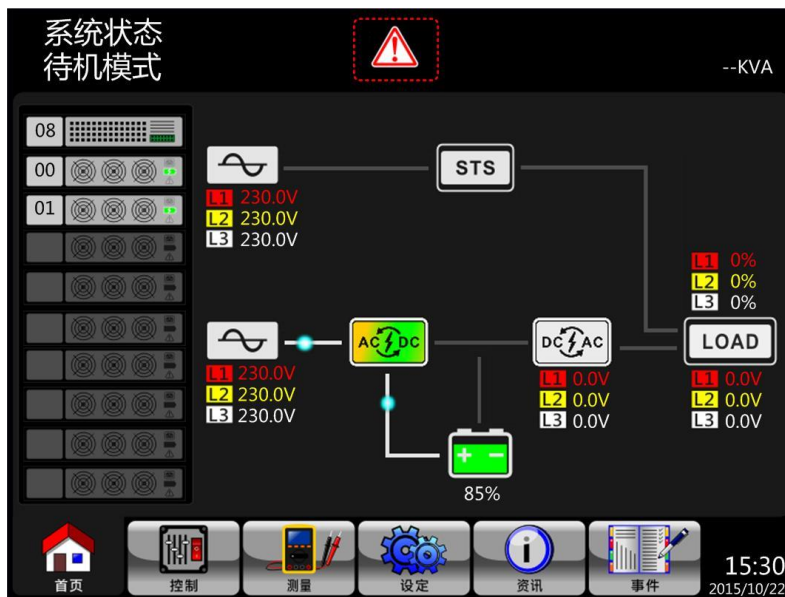 系统状态
待机模式
--KVA
08
00
01
STS
L1 230.0V
L2 230.0V
L3 230.0V
L1 0%
L2 0%
L3 0%
AC DC
DC AC
LOAD
L1 230.0V
L2 230.0V
L3 230.0V
L1 0.0V
L2 0.0V
L3 0.0V
L1 0.0V
L2 0.0V
L3 0.0V
+ −
85%
首页
控制
测量
设定
资讯
事件
15:30
2015/10/22